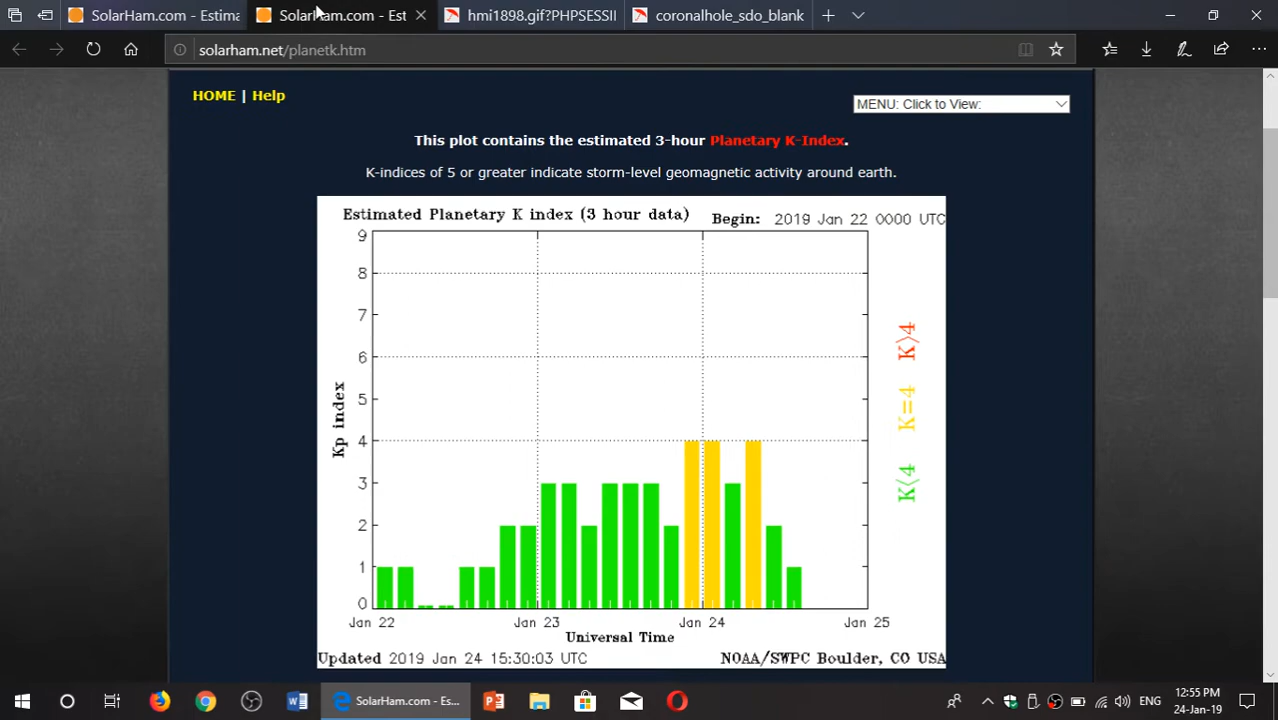 SolarHam.com - Estima
SolarHam.com - Est
hmi1898.gif?PHPSESSII
coronalhole_sdo_blank
solarham.net/planetk.htm
HOME | Help
MENU: Click to View:
This plot contains the estimated 3-hour Planetary K-Index.
K-indices of 5 or greater indicate storm-level geomagnetic activity around earth.
Estimated Planetary K index (3 hour data)
Begin: 2019 Jan 22 0000 UTC
9
8
7
6
5
4
3
2
1
0
Kp index
K>4
K=4
K<4
Jan 22
Jan 23
Jan 24
Jan 25
Universal Time
Updated 2019 Jan 24 15:30:03 UTC
NOAA/SWPC Boulder, CO USA
SolarHam.com - Es...
ENG
12:55 PM
24-Jan-19